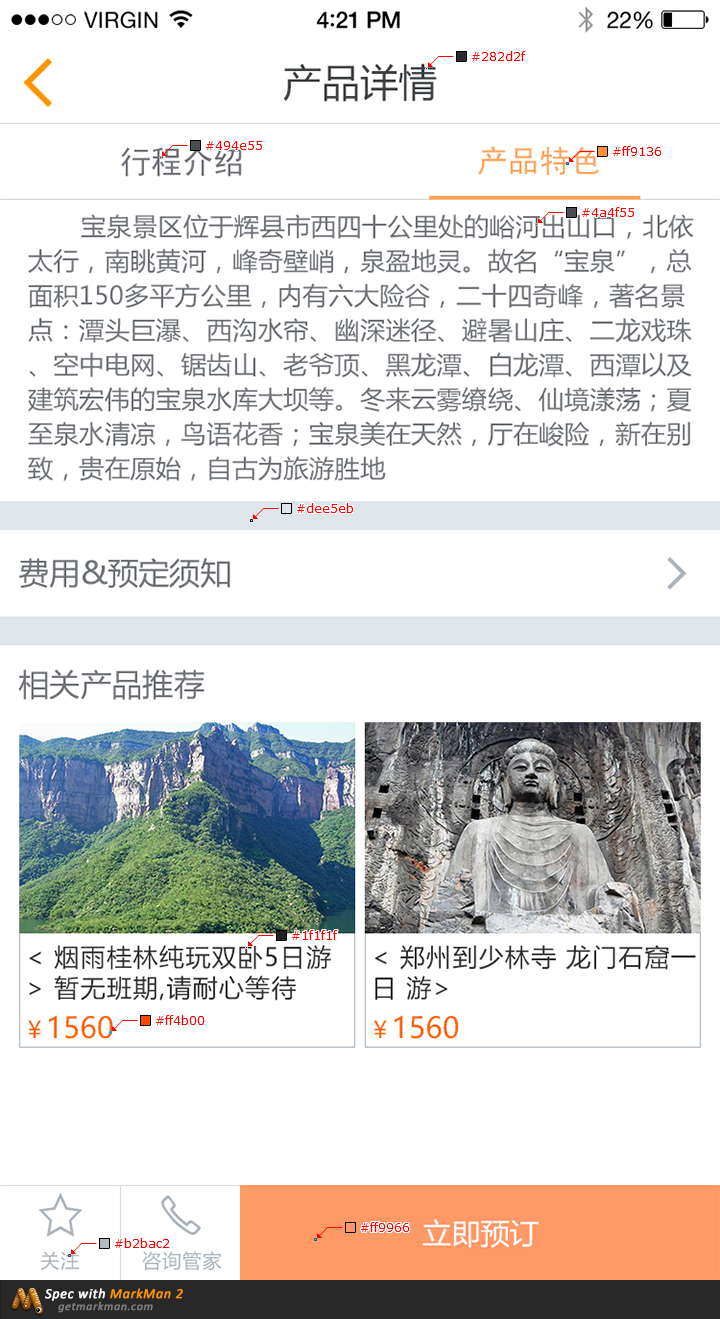 VIRGIN 4:21 PM 22%
产品详情 #282d2f
行程介绍 #494e55 产品特色 #ff9136
#4a4f55
宝泉景区位于辉县市西四十公里处的峪河出山口，北依
太行，南眺黄河，峰奇壁峭，泉盈地灵。故名“宝泉”，总
面积150多平方公里，内有六大险谷，二十四奇峰，著名景
点：潭头巨瀑、西沟水帘、幽深迷径、避暑山庄、二龙戏珠
、空中电网、锯齿山、老爷顶、黑龙潭、白龙潭、西潭以及
建筑宏伟的宝泉水库大坝等。冬来云雾缭绕、仙境漾荡；夏
至泉水清凉，鸟语花香；宝泉美在天然，厅在峻险，新在别
致，贵在原始，自古为旅游胜地
#dee5eb
费用&预定须知
相关产品推荐
#1f1f1f
< 烟雨桂林纯玩双卧5日游
> 暂无班期,请耐心等待
¥1560 #ff4b00
< 郑州到少林寺 龙门石窟一
日 游>
¥1560
关注 #b2bac2
咨询管家
#ff9966 立即预订
Spec with MarkMan 2
getmarkman.com